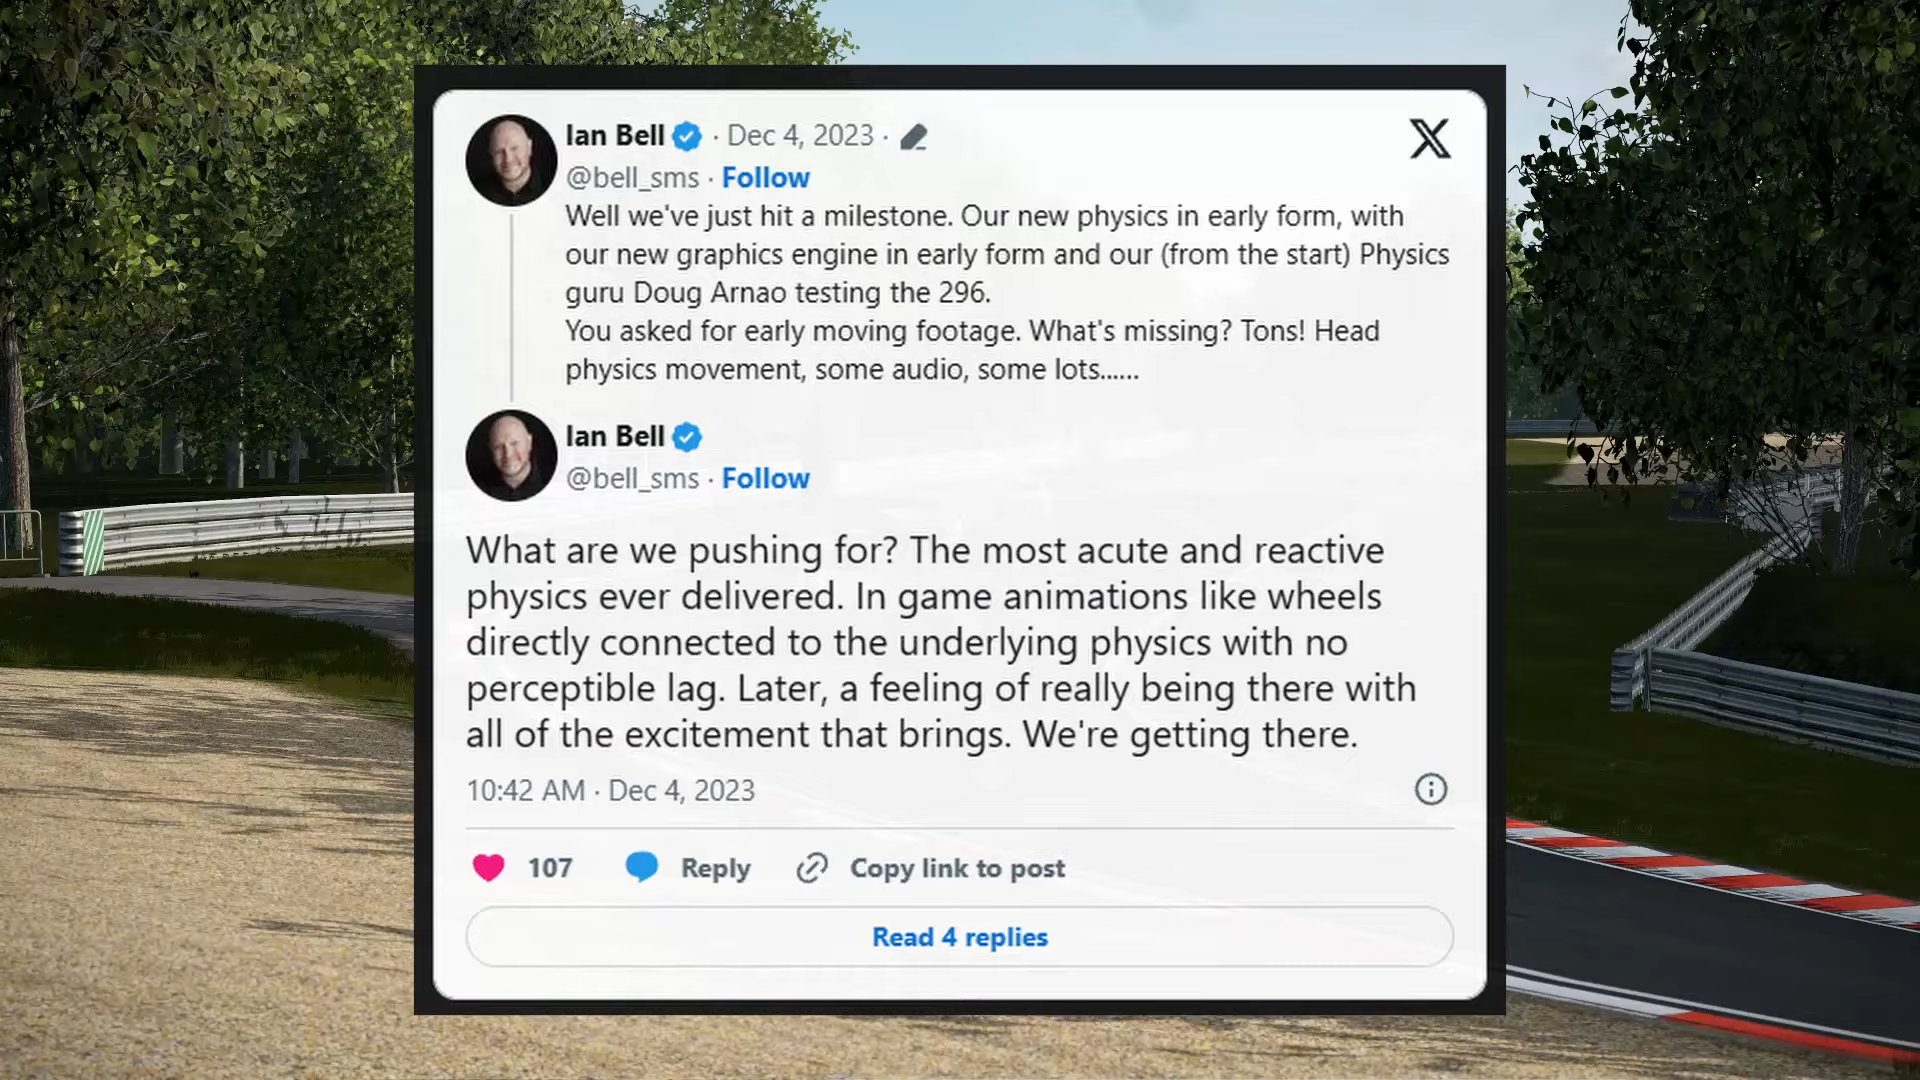 Ian Bell · Dec 4, 2023 ·
@bell_sms · Follow
Well we've just hit a milestone. Our new physics in early form, with
our new graphics engine in early form and our (from the start) Physics
guru Doug Arnao testing the 296.
You asked for early moving footage. What's missing? Tons! Head
physics movement, some audio, some lots......
Ian Bell
@bell_sms · Follow
What are we pushing for? The most acute and reactive
physics ever delivered. In game animations like wheels
directly connected to the underlying physics with no
perceptible lag. Later, a feeling of really being there with
all of the excitement that brings. We're getting there.
10:42 AM · Dec 4, 2023
107 Reply Copy link to post
Read 4 replies